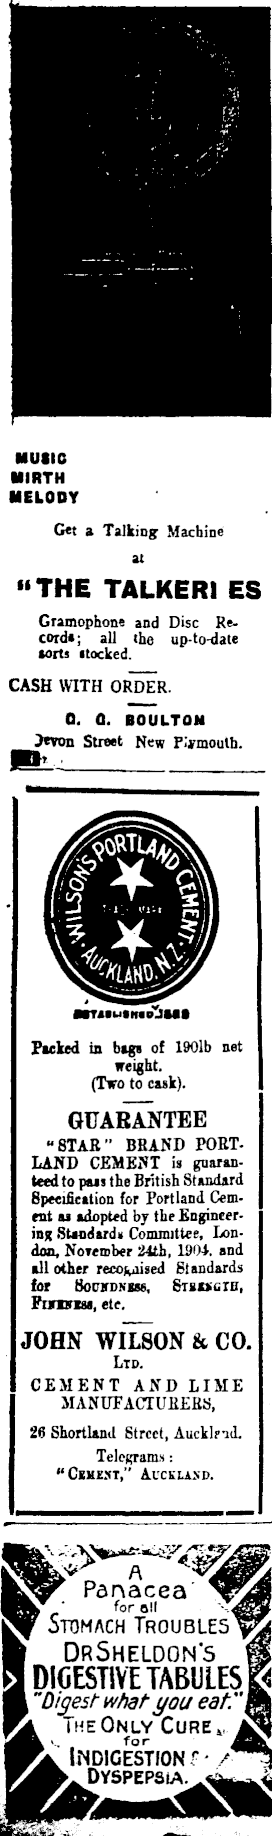 MUSIC
MIRTH
MELODY
Get a Talking Machine
at
"THE TALKERI ES
Gramophone and Disc Re-
cords; all the up-to-date
sorts stocked.
CASH WITH ORDER.
G. G. BOULTON
Devon Street New Plymouth.
WILSON'S PORTLAND CEMENT.
TRADE MARK
AUCKLAND, N.Z.
ESTABLISHED
Packed in bags of 190lb net
weight.
(Two to cask).
GUARANTEE
"STAR" BRAND PORT-
LAND CEMENT is guaran-
teed to pass the British Standard
Specification for Portland Cem-
ent as adopted by the Engineer-
ing Standards Committee, Lon-
don, November 24th, 1904, and
all other recognised Standards
for SOUNDNESS, STRENGTH,
FINENESS, etc.
JOHN WILSON & CO.
LTD.
CEMENT AND LIME
MANUFACTURERS,
26 Shortland Street, Auckland.
Telegrams:
"CEMENT," AUCKLAND.
A
Panacea
for all
STOMACH TROUBLES
DR SHELDON'S
DIGESTIVE TABULES
"Digest what you eat."
THE ONLY CURE
for
INDIGESTION &
DYSPEPSIA.